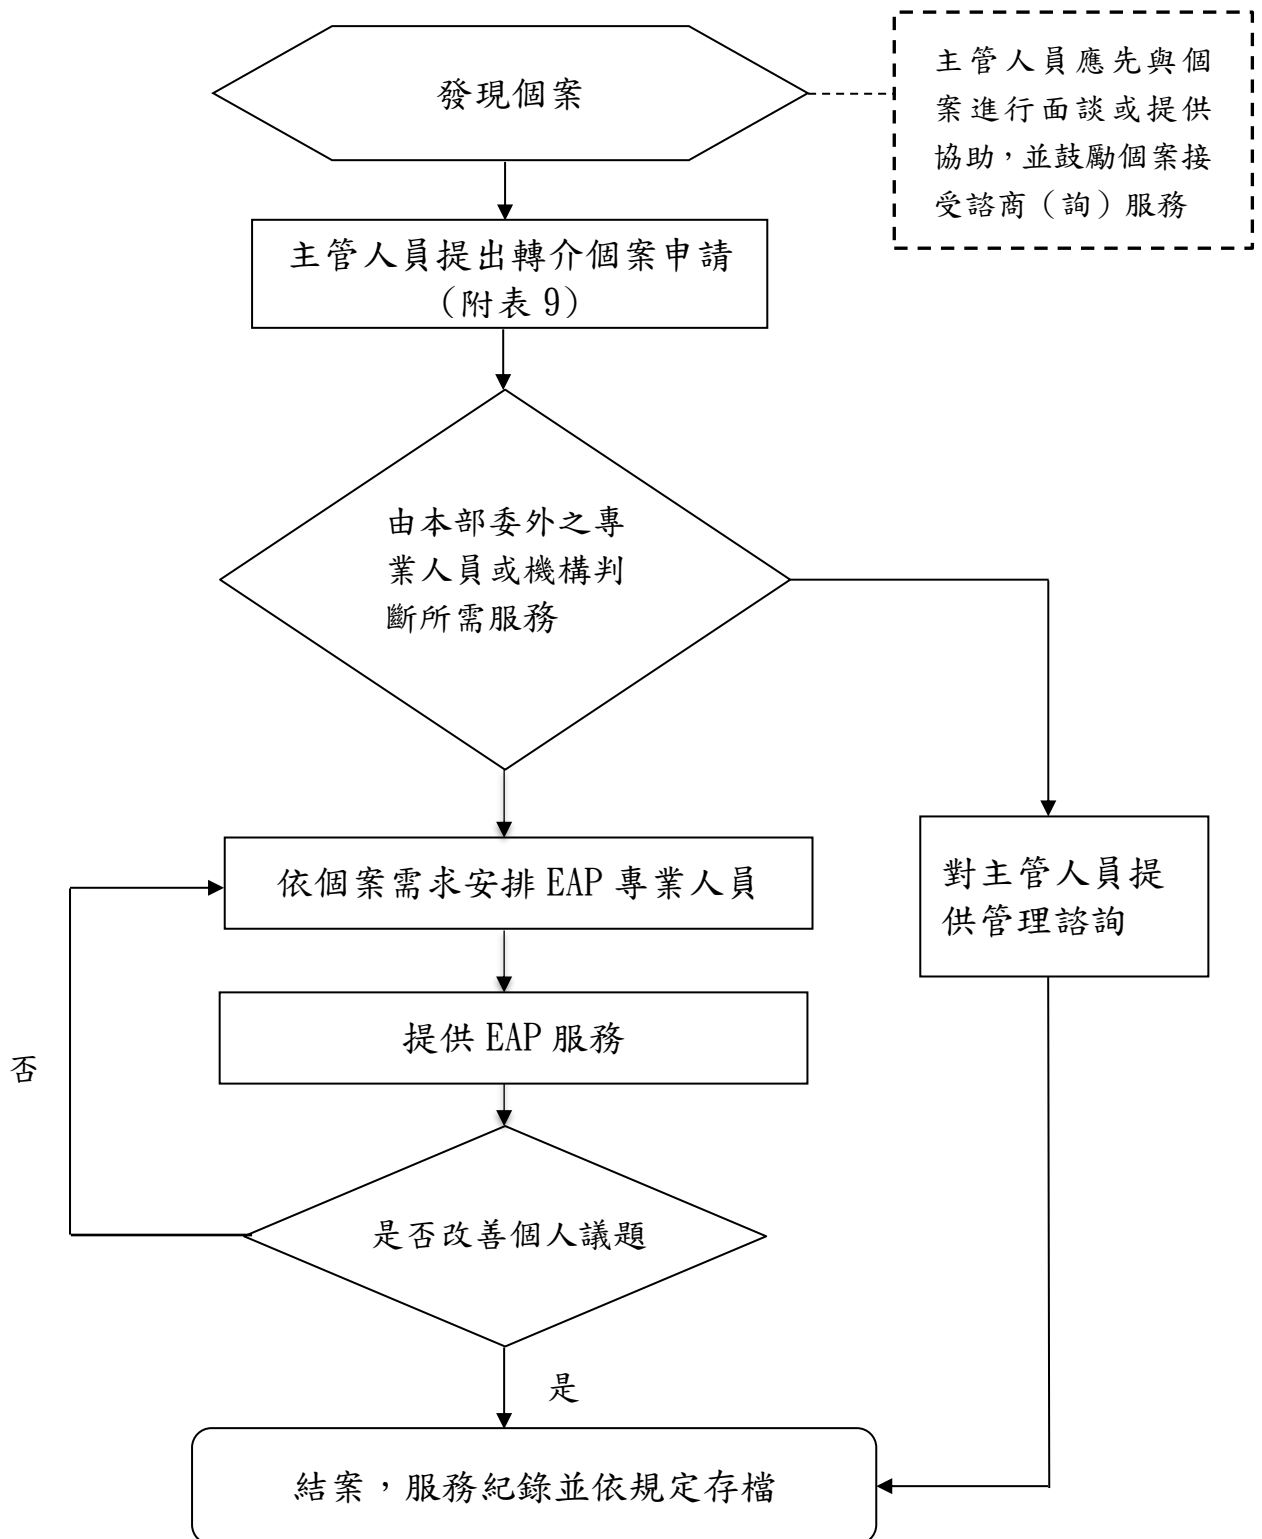 發現個案
主管人員應先與個
案進行面談或提供
協助，並鼓勵個案接
受諮商（詢）服務
主管人員提出轉介個案申請
（附表 9）
由本部委外之專
業人員或機構判
斷所需服務
依個案需求安排 EAP 專業人員
對主管人員提
供管理諮詢
提供 EAP 服務
否
是否改善個人議題
是
結案，服務紀錄並依規定存檔